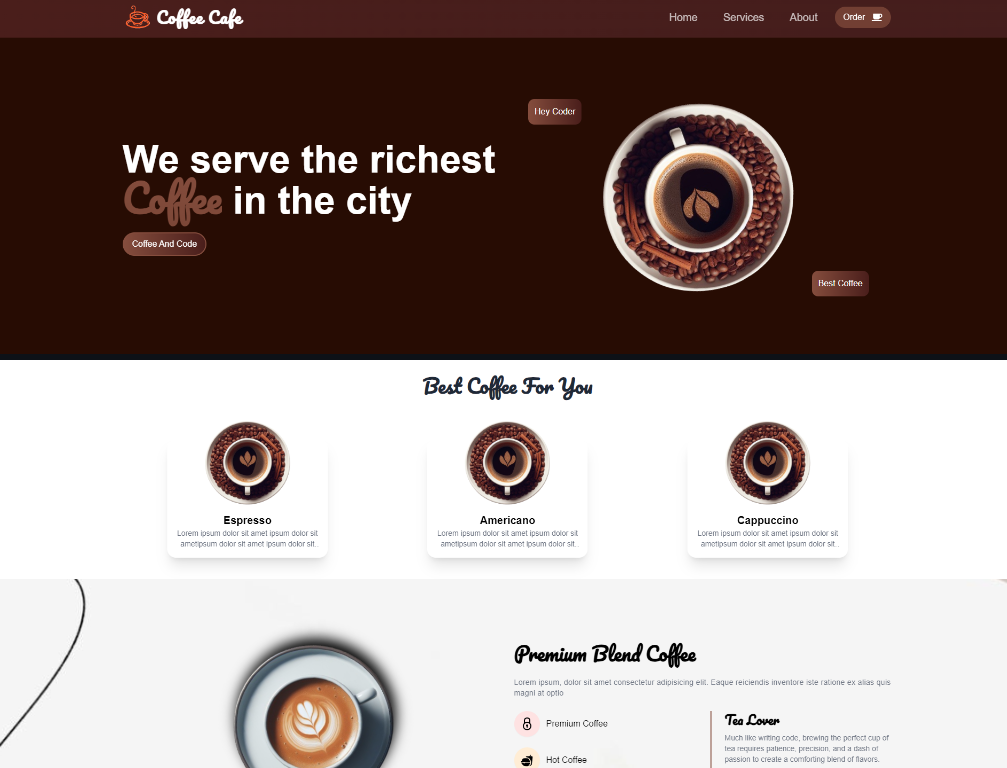 Coffee Cafe
Home Services About Order
Hey Coder
We serve the richest
Coffee in the city
Coffee And Code
Best Coffee
Best Coffee For You
Espresso
Lorem ipsum dolor sit amet ipsum dolor sit
ametipsum dolor sit amet ipsum dolor sit..
Americano
Lorem ipsum dolor sit amet ipsum dolor sit
ametipsum dolor sit amet ipsum dolor sit..
Cappuccino
Lorem ipsum dolor sit amet ipsum dolor sit
ametipsum dolor sit amet ipsum dolor sit..
Premium Blend Coffee
Lorem ipsum, dolor sit amet consectetur adipisicing elit. Eaque reiciendis inventore iste ratione ex alias quis
magni at optio
Premium Coffee
Hot Coffee
Tea Lover
Much like writing code, brewing the perfect cup of
tea requires patience, precision, and a dash of
passion to create a comforting blend of flavors.